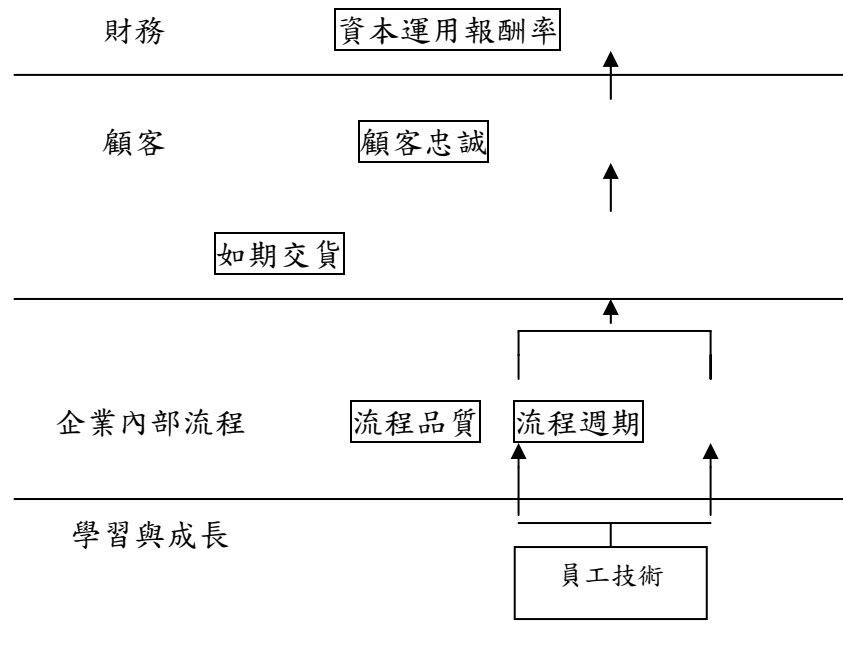 財務 資本運用報酬率
顧客 顧客忠誠
如期交貨
企業內部流程 流程品質 流程週期
學習與成長
員工技術